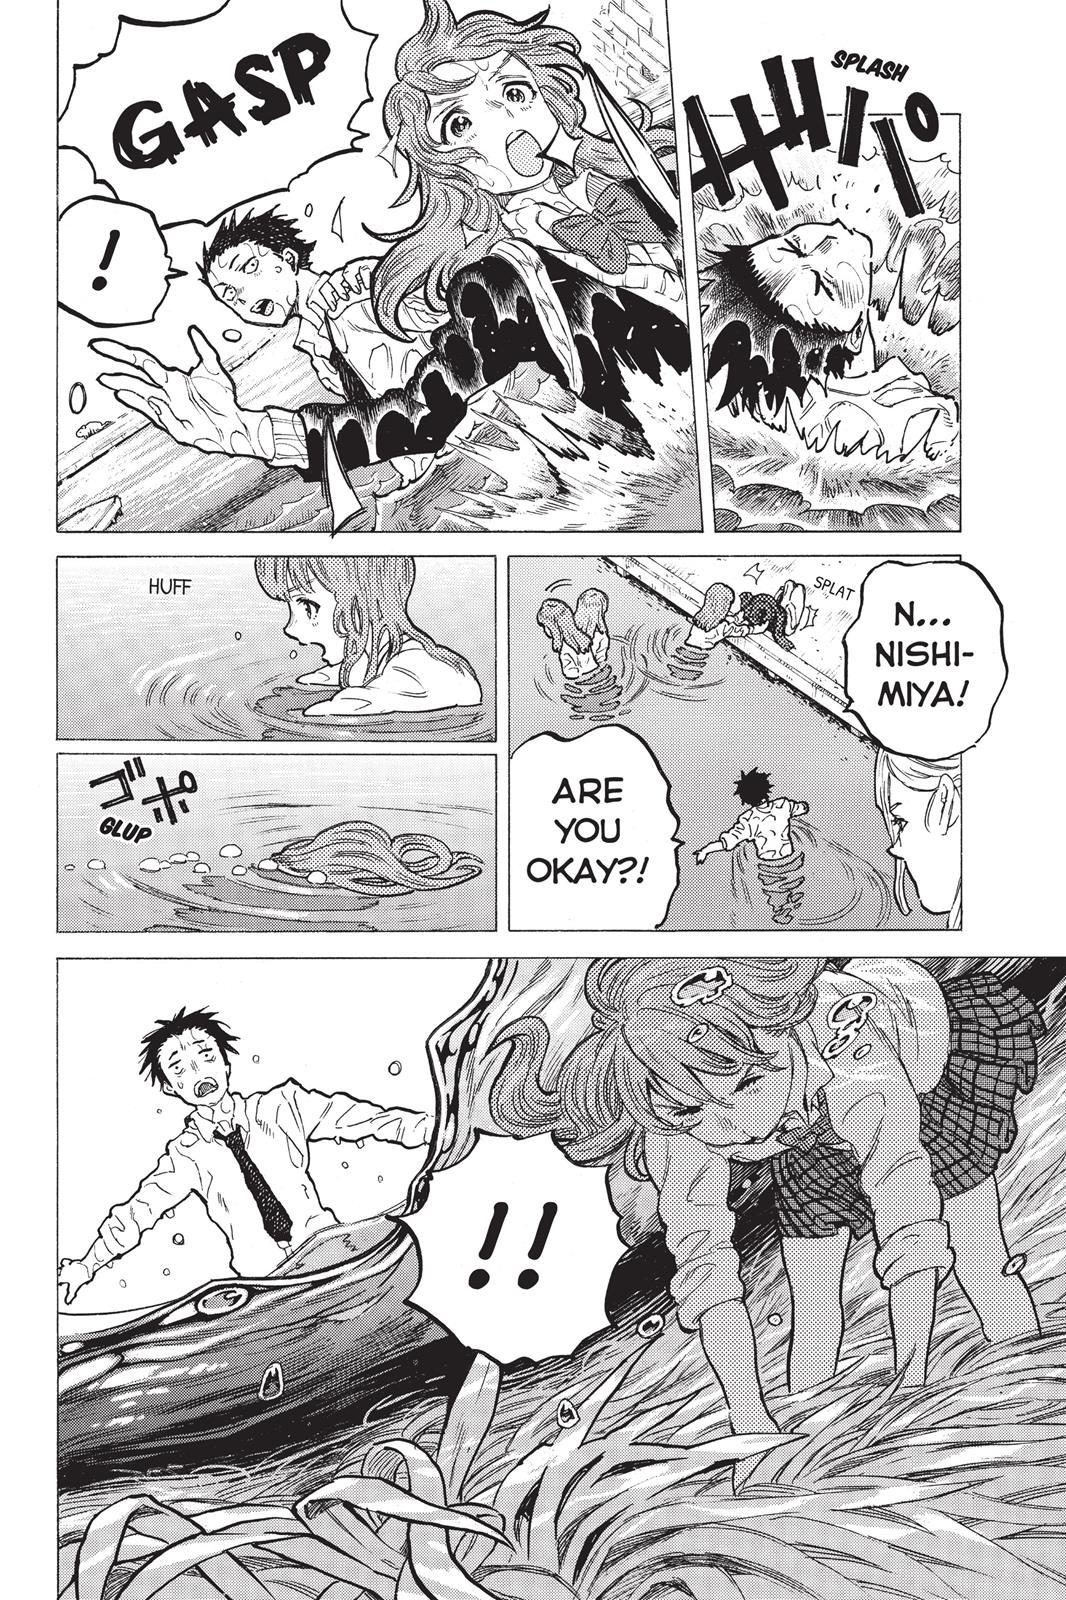 SPLASH
GASP
!
N...
NISHI-
MIYA!
SPLAT
ARE
YOU
OKAY?!
HUFF
ゴポ
GLUP
!!